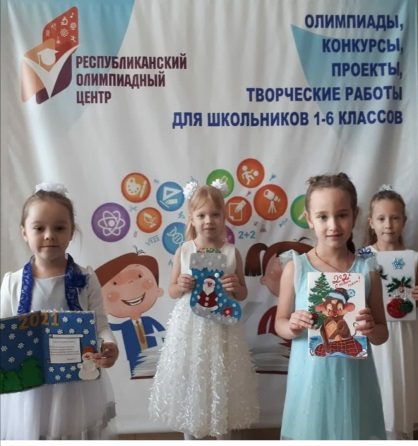 РЕСПУБЛИКАНСКИЙ
ОЛИМПИАДНЫЙ
ЦЕНТР
ОЛИМПИАДЫ,
КОНКУРСЫ,
ПРОЕКТЫ,
ТВОРЧЕСКИЕ РАБОТЫ
ДЛЯ ШКОЛЬНИКОВ 1-6 КЛАССОВ
2+2
2021